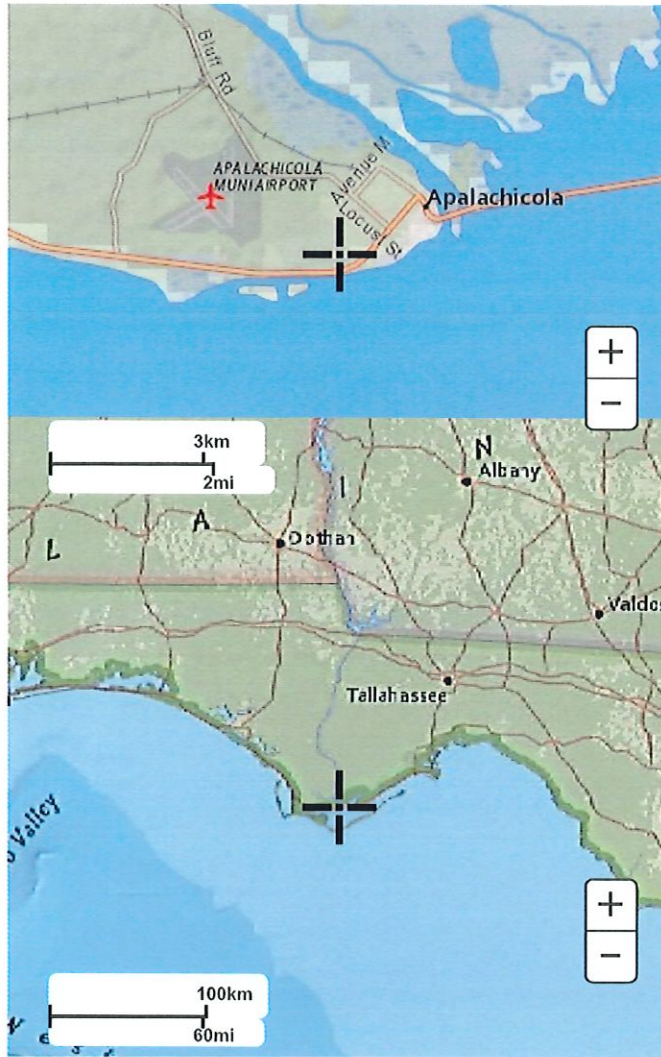 Bluff Rd
APALACHICOLA
MUNI AIRPORT
Avenue M
Locust St
Apalachicola
+
−
3km
2mi
N
Albany
I
A
Dothan
L
Valdos
Tallahassee
Valley
+
−
100km
60mi